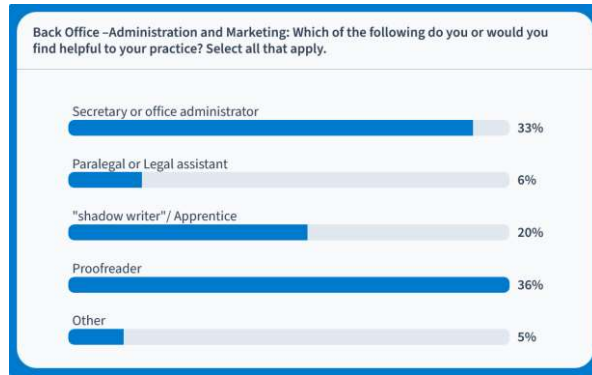 Back Office –Administration and Marketing: Which of the following do you or would you
find helpful to your practice? Select all that apply.
Secretary or office administrator
33%
Paralegal or Legal assistant
6%
"shadow writer"/ Apprentice
20%
Proofreader
36%
Other
5%